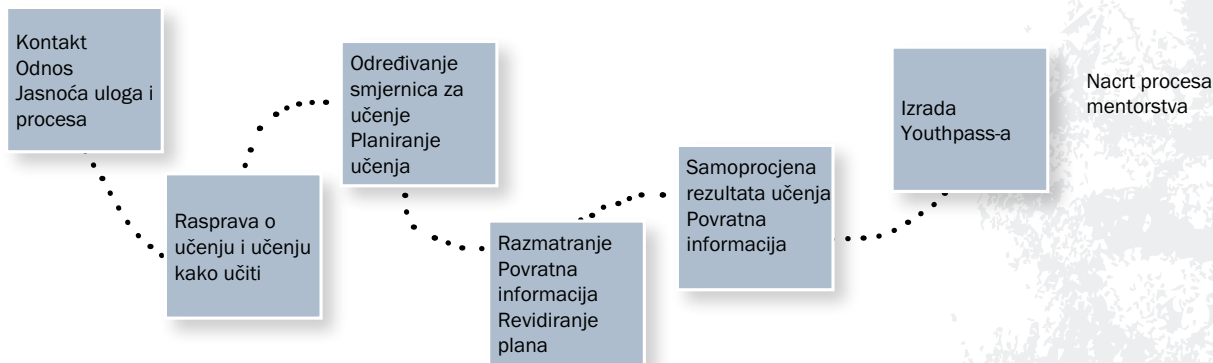 Kontakt
Odnos
Jasnoća uloga i
procesa
Rasprava o
učenju i učenju
kako učiti
Određivanje
smjernica za
učenje
Planiranje
učenja
Razmatranje
Povratna
informacija
Revidiranje
plana
Samoprocjena
rezultata učenja
Povratna
informacija
Izrada
Youthpass-a
Nacrt procesa
mentorstva